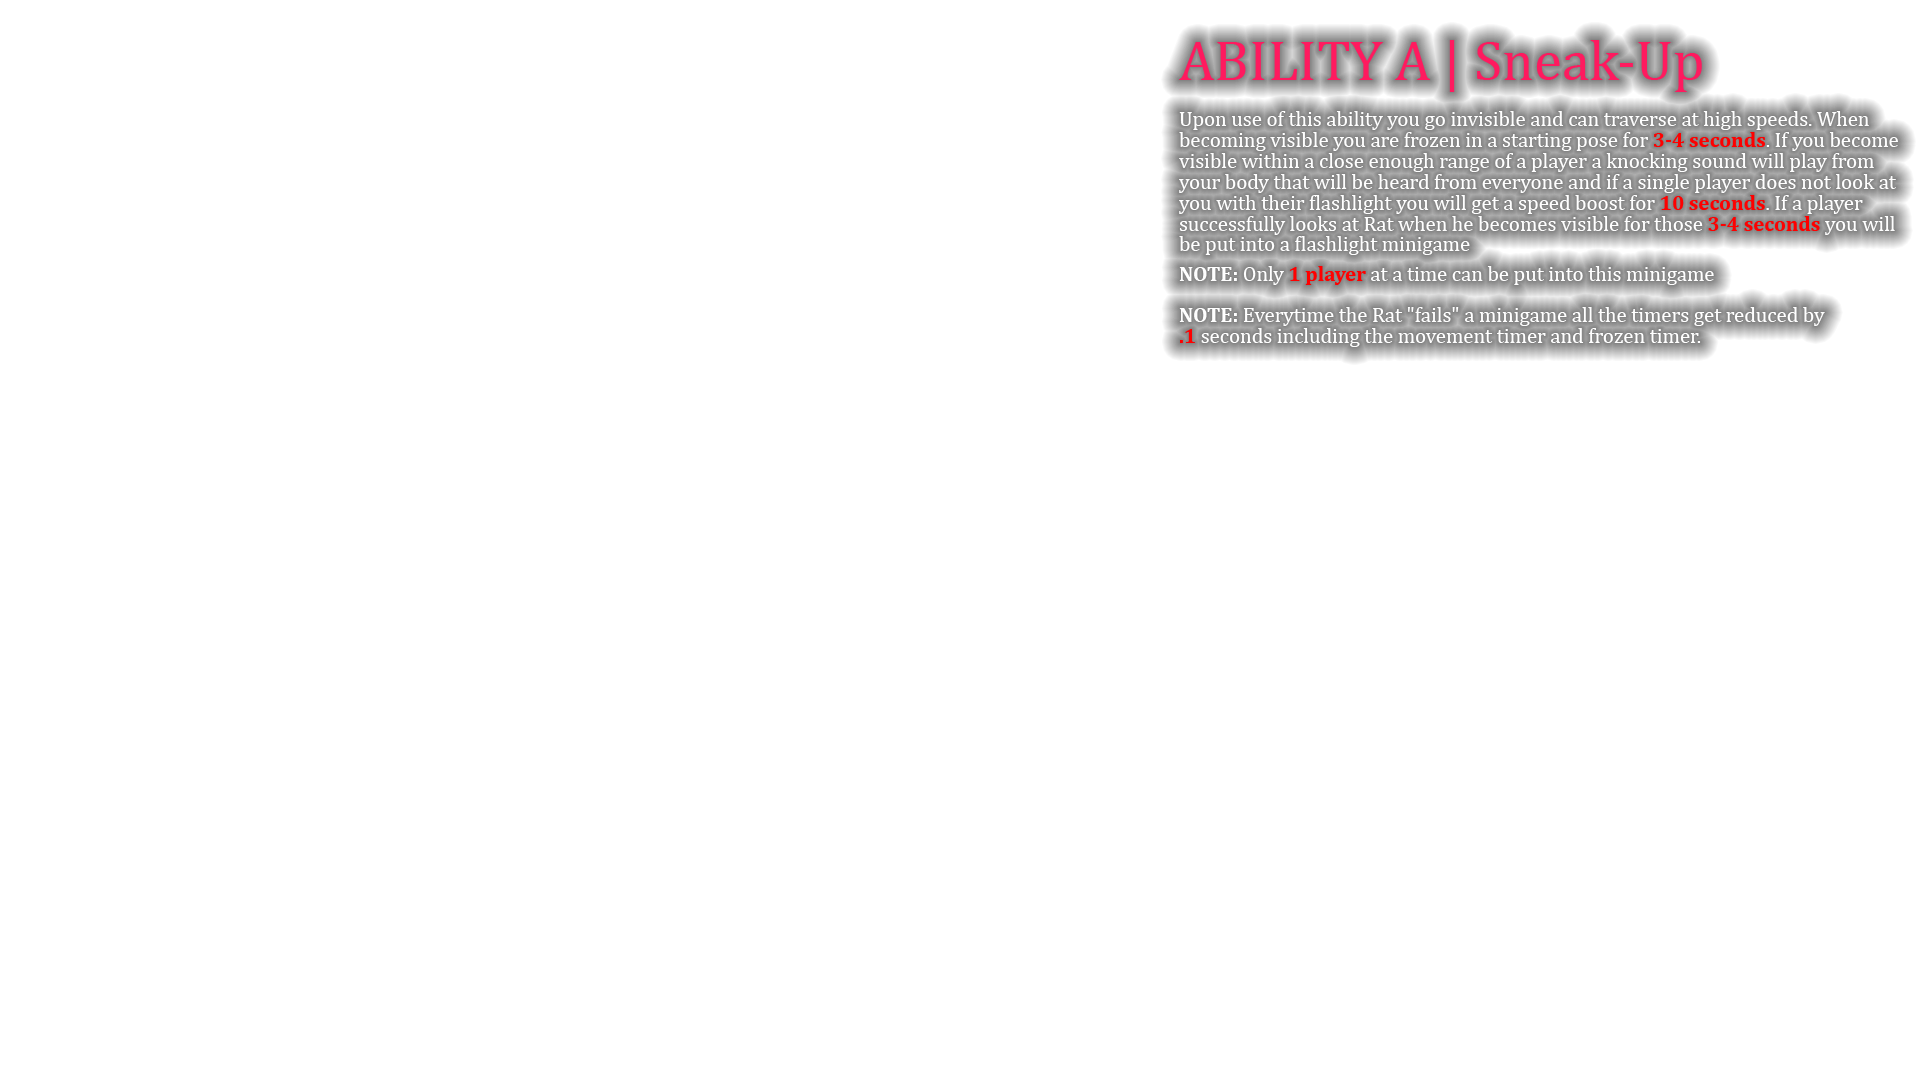 ABILITY A | Sneak-Up
Upon use of this ability you go invisible and can traverse at high speeds. When
becoming visible you are frozen in a starting pose for 3-4 seconds. If you become
visible within a close enough range of a player a knocking sound will play from
your body that will be heard from everyone and if a single player does not look at
you with their flashlight you will get a speed boost for 10 seconds. If a player
successfully looks at Rat when he becomes visible for those 3-4 seconds you will
be put into a flashlight minigame
NOTE: Only 1 player at a time can be put into this minigame
NOTE: Everytime the Rat "fails" a minigame all the timers get reduced by
.1 seconds including the movement timer and frozen timer.